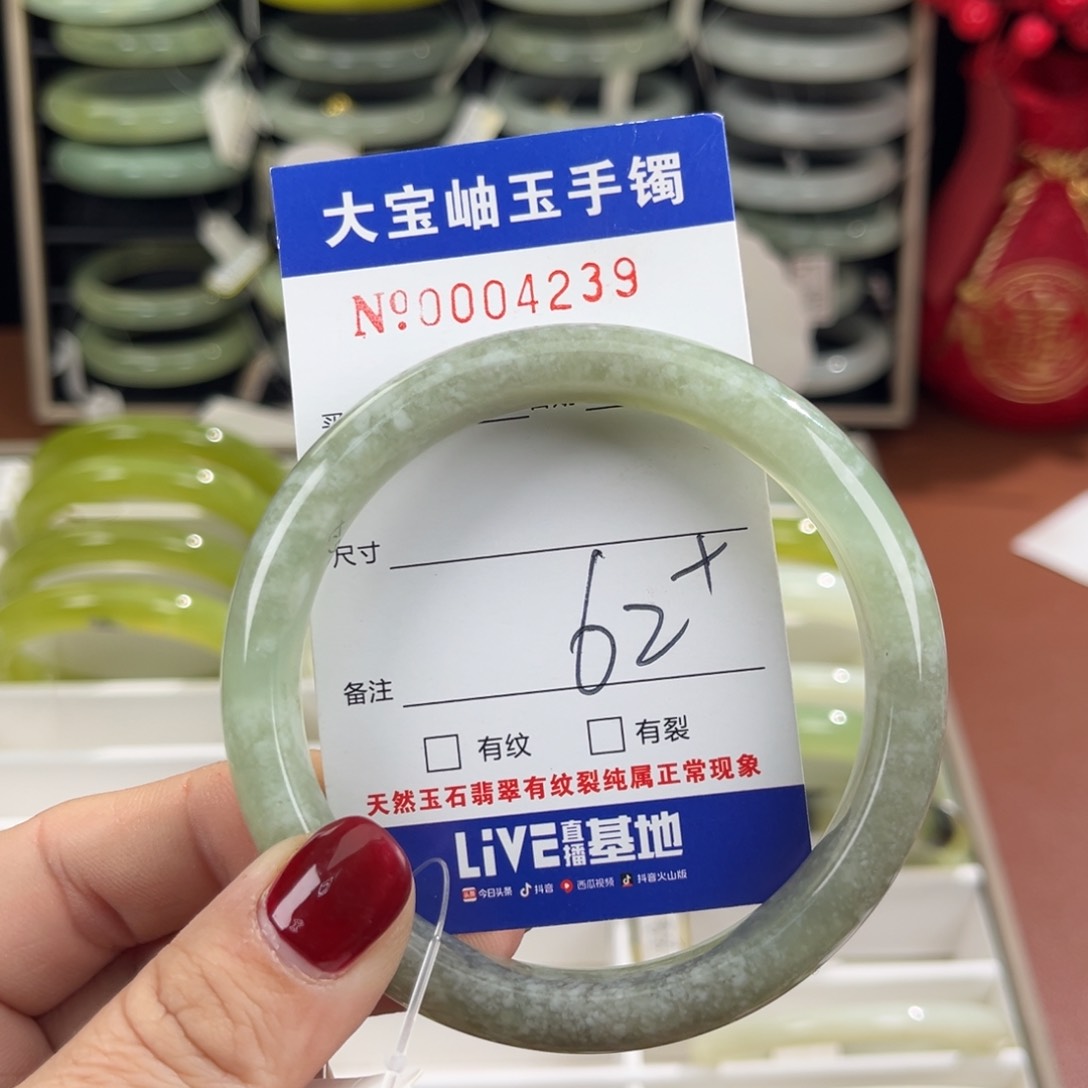 大宝岫玉手镯
№0004239
尺寸
62+
备注
有纹 有裂
天然玉石翡翠有纹裂纯属正常现象
LiVE直播基地
今日头条 抖音 西瓜视频 抖音火山版